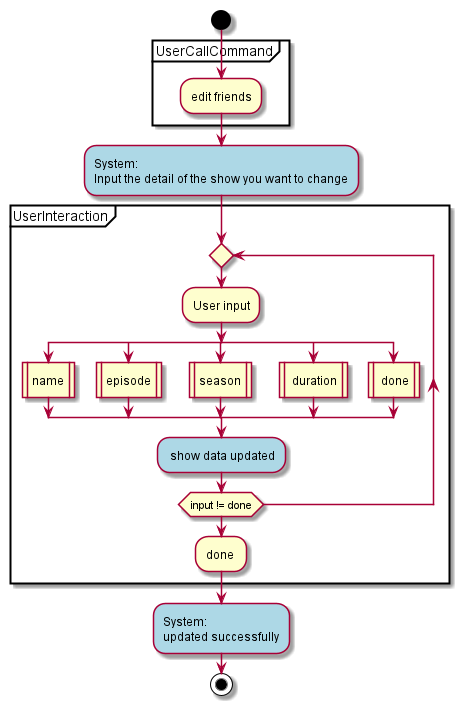 UserCallCommand
edit friends
System:
Input the detail of the show you want to change
UserInteraction
User input
name
episode
season
duration
done
show data updated
input != done
done
System:
updated successfully